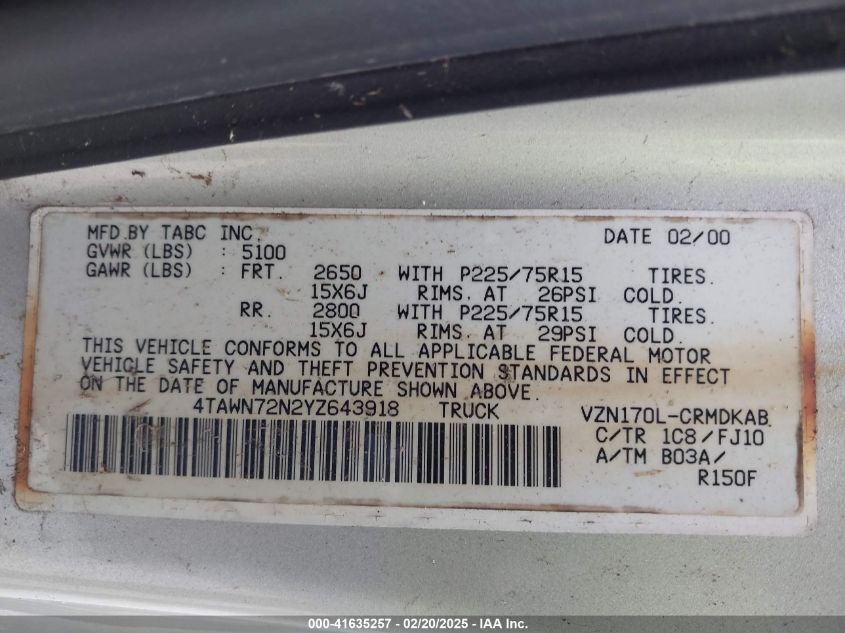 MFD.BY TABC INC. DATE 02/00
GVWR (LBS) : 5100
GAWR (LBS) : FRT. 2650 WITH P225/75R15 TIRES.
15X6J RIMS. AT 26PSI COLD.
RR. 2800 WITH P225/75R15 TIRES.
15X6J RIMS. AT 29PSI COLD.
THIS VEHICLE CONFORMS TO ALL APPLICABLE FEDERAL MOTOR
VEHICLE SAFETY AND THEFT PREVENTION STANDARDS IN EFFECT
ON THE DATE OF MANUFACTURE SHOWN ABOVE.
4TAWN72N2YZ643918 TRUCK VZN170L-CRMDKAB.
C/TR 1C8/FJ10
A/TM B03A/
R150F
000-41635257 - 02/20/2025 - IAA Inc.